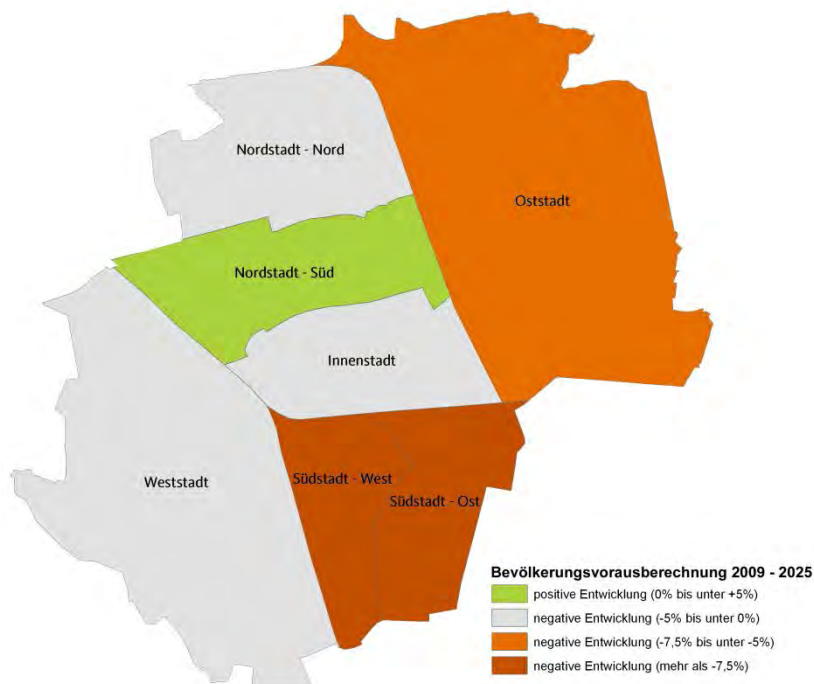 Nordstadt - Nord
Oststadt
Nordstadt - Süd
Innenstadt
Weststadt
Südstadt - West
Südstadt - Ost
Bevölkerungsvorausberechnung 2009 - 2025
positive Entwicklung (0% bis unter +5%)
negative Entwicklung (-5% bis unter 0%)
negative Entwicklung (-7,5% bis unter -5%)
negative Entwicklung (mehr als -7,5%)